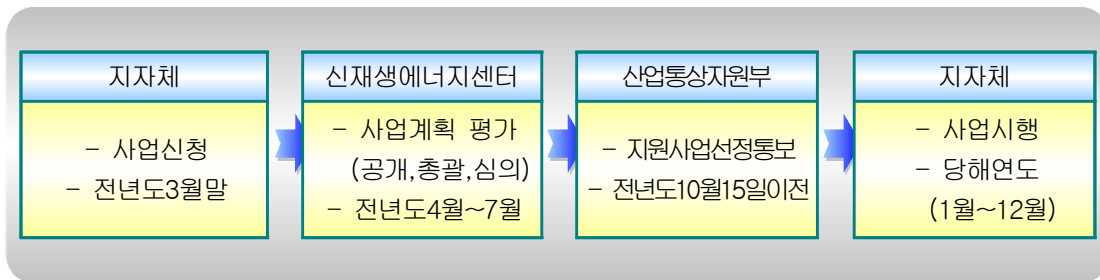 지자체
- 사업신청
- 전년도3월말
신재생에너지센터
- 사업계획 평가
(공개,총괄,심의)
- 전년도4월~7월
산업통상자원부
- 지원사업선정통보
- 전년도10월15일이전
지자체
- 사업시행
- 당해연도
(1월~12월)